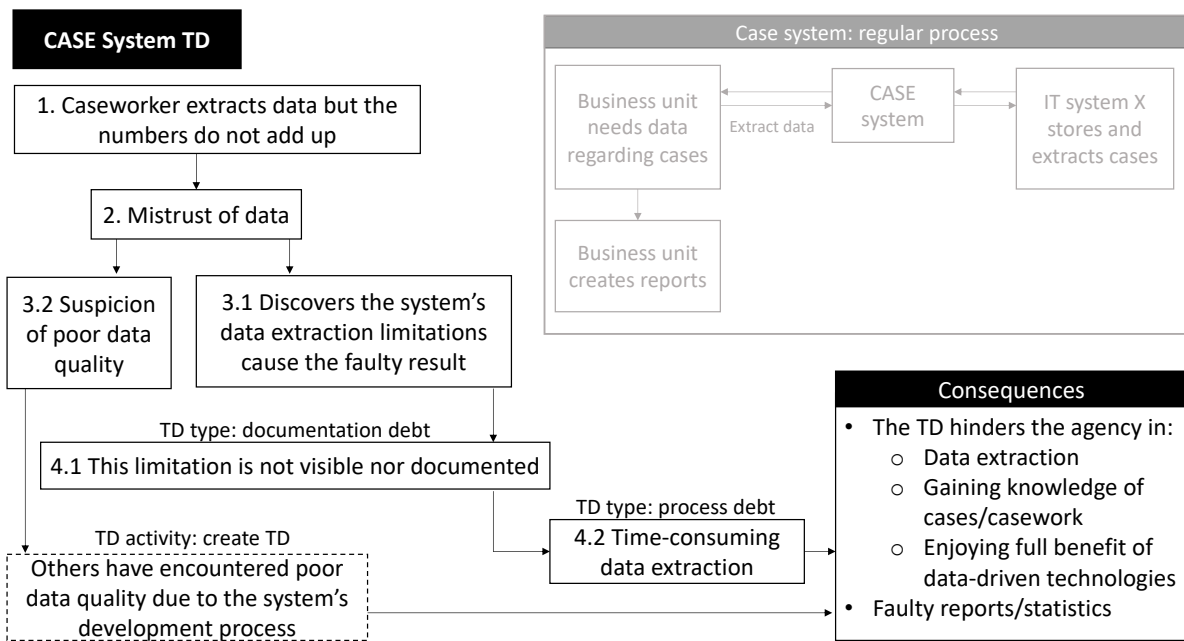 CASE System TD
1. Caseworker extracts data but the
numbers do not add up
2. Mistrust of data
3.2 Suspicion
of poor data
quality
3.1 Discovers the system's
data extraction limitations
cause the faulty result
TD type: documentation debt
4.1 This limitation is not visible nor documented
TD type: process debt
4.2 Time-consuming
data extraction
TD activity: create TD
Others have encountered poor
data quality due to the system's
development process
Case system: regular process
Business unit
needs data
regarding cases
Extract data
CASE
system
IT system X
stores and
extracts cases
Business unit
creates reports
Consequences
• The TD hinders the agency in:
o Data extraction
o Gaining knowledge of
cases/casework
o Enjoying full benefit of
data-driven technologies
• Faulty reports/statistics